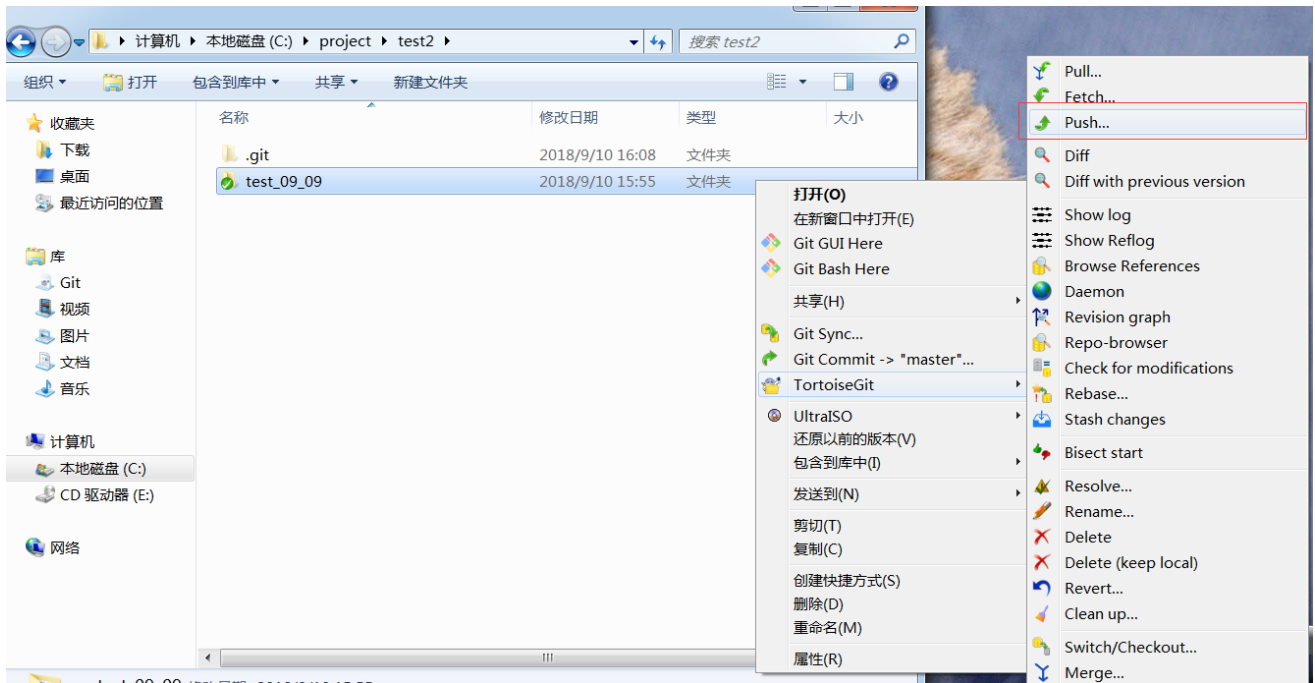 计算机 本地磁盘 (C:) project test2
搜索 test2
组织 打开 包含到库中 共享 新建文件夹
名称 修改日期 类型 大小
.git 2018/9/10 16:08 文件夹
test_09_09 2018/9/10 15:55 文件夹
收藏夹
下载
桌面
最近访问的位置
库
Git
视频
图片
文档
音乐
计算机
本地磁盘 (C:)
CD 驱动器 (E:)
网络
打开(O)
在新窗口中打开(E)
Git GUI Here
Git Bash Here
共享(H)
Git Sync...
Git Commit -> "master"...
TortoiseGit
UltraISO
还原以前的版本(V)
包含到库中(I)
发送到(N)
剪切(T)
复制(C)
创建快捷方式(S)
删除(D)
重命名(M)
属性(R)
Pull...
Fetch...
Push...
Diff
Diff with previous version
Show log
Show Reflog
Browse References
Daemon
Revision graph
Repo-browser
Check for modifications
Rebase...
Stash changes
Bisect start
Resolve...
Rename...
Delete
Delete (keep local)
Revert...
Clean up...
Switch/Checkout...
Merge...